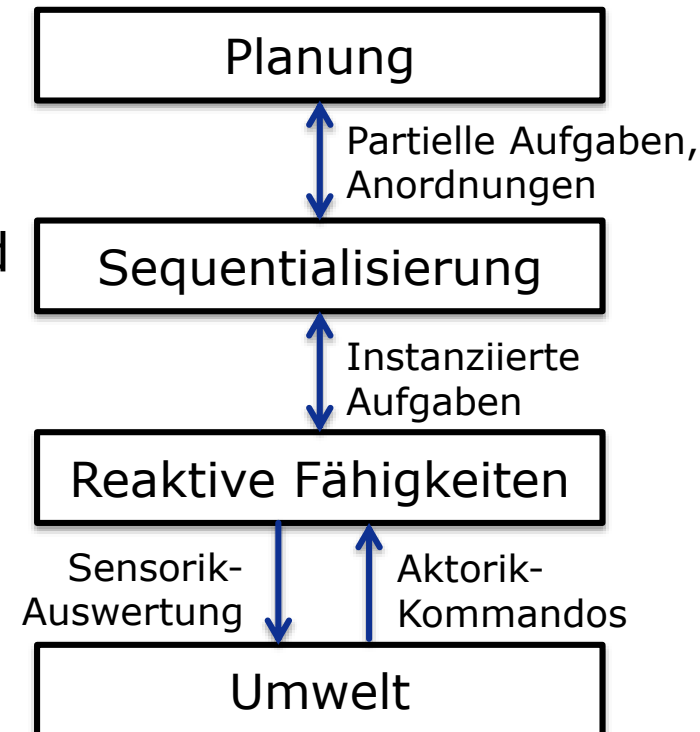 Planung
Partielle Aufgaben,
Anordnungen
d
Sequentialisierung
Instanziierte
Aufgaben
Reaktive Fähigkeiten
Sensorik-
Auswertung
Aktorik-
Kommandos
Umwelt